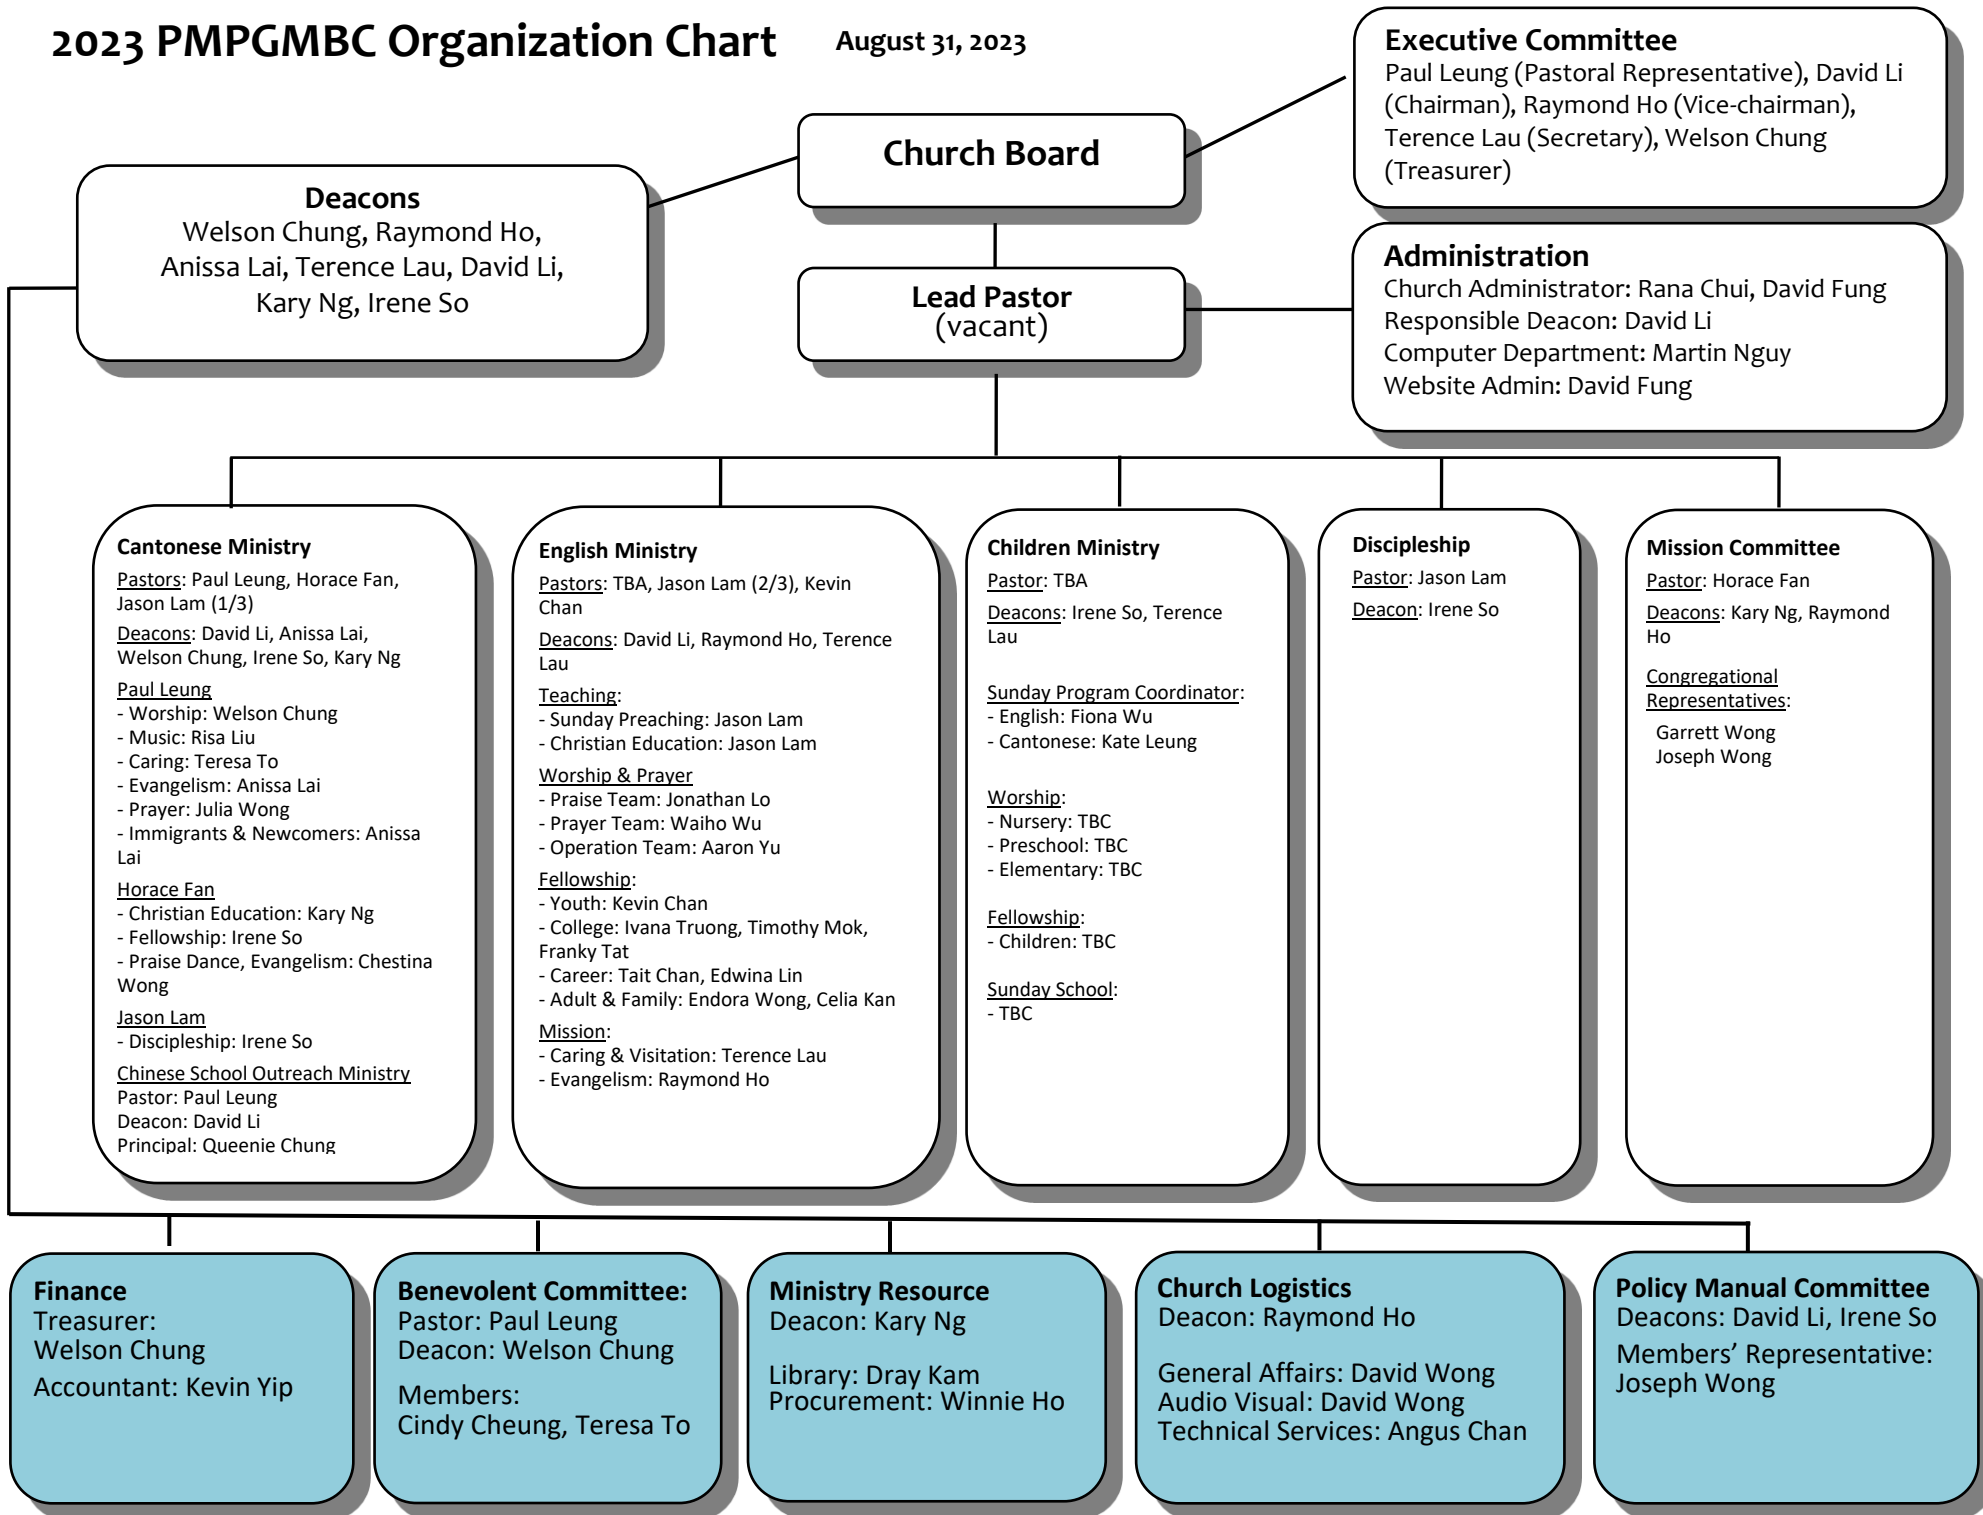 2023 PMPGMBC Organization Chart
August 31, 2023
Executive Committee
Paul Leung (Pastoral Representative), David Li
(Chairman), Raymond Ho (Vice-chairman),
Terence Lau (Secretary), Welson Chung
(Treasurer)
Church Board
Deacons
Welson Chung, Raymond Ho,
Anissa Lai, Terence Lau, David Li,
Kary Ng, Irene So
Lead Pastor
(vacant)
Administration
Church Administrator: Rana Chui, David Fung
Responsible Deacon: David Li
Computer Department: Martin Nguy
Website Admin: David Fung
Cantonese Ministry
Pastors: Paul Leung, Horace Fan,
Jason Lam (1/3)
Deacons: David Li, Anissa Lai,
Welson Chung, Irene So, Kary Ng
Paul Leung
- Worship: Welson Chung
- Music: Risa Liu
- Caring: Teresa To
- Evangelism: Anissa Lai
- Prayer: Julia Wong
- Immigrants & Newcomers: Anissa
Lai
Horace Fan
- Christian Education: Kary Ng
- Fellowship: Irene So
- Praise Dance, Evangelism: Chestina
Wong
Jason Lam
- Discipleship: Irene So
Chinese School Outreach Ministry
Pastor: Paul Leung
Deacon: David Li
Principal: Queenie Chung
English Ministry
Pastors: TBA, Jason Lam (2/3), Kevin
Chan
Deacons: David Li, Raymond Ho, Terence
Lau
Teaching:
- Sunday Preaching: Jason Lam
- Christian Education: Jason Lam
Worship & Prayer
- Praise Team: Jonathan Lo
- Prayer Team: Waiho Wu
- Operation Team: Aaron Yu
Fellowship:
- Youth: Kevin Chan
- College: Ivana Truong, Timothy Mok,
Franky Tat
- Career: Tait Chan, Edwina Lin
- Adult & Family: Endora Wong, Celia Kan
Mission:
- Caring & Visitation: Terence Lau
- Evangelism: Raymond Ho
Children Ministry
Pastor: TBA
Deacons: Irene So, Terence
Lau
Sunday Program Coordinator:
- English: Fiona Wu
- Cantonese: Kate Leung
Worship:
- Nursery: TBC
- Preschool: TBC
- Elementary: TBC
Fellowship:
- Children: TBC
Sunday School:
- TBC
Discipleship
Pastor: Jason Lam
Deacon: Irene So
Mission Committee
Pastor: Horace Fan
Deacons: Kary Ng, Raymond
Ho
Congregational
Representatives:
Garrett Wong
Joseph Wong
Finance
Treasurer:
Welson Chung
Accountant: Kevin Yip
Benevolent Committee:
Pastor: Paul Leung
Deacon: Welson Chung
Members:
Cindy Cheung, Teresa To
Ministry Resource
Deacon: Kary Ng
Library: Dray Kam
Procurement: Winnie Ho
Church Logistics
Deacon: Raymond Ho
General Affairs: David Wong
Audio Visual: David Wong
Technical Services: Angus Chan
Policy Manual Committee
Deacons: David Li, Irene So
Members’ Representative:
Joseph Wong